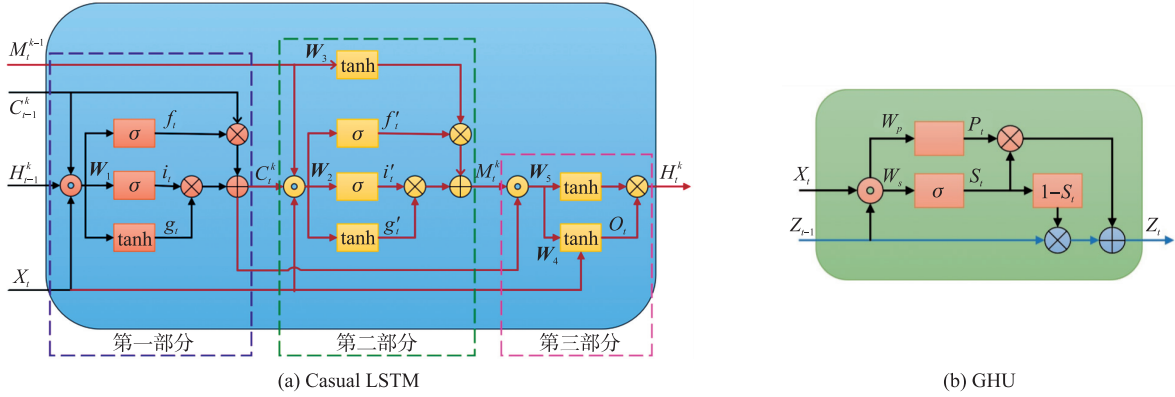 M_t^{k-1}
W_3
tanh
C_{t-1}^k
σ
f_t
σ
f'_t
H_{t-1}^k
W_1
σ
i_t
C_t^k
W_2
σ
i'_t
M_t^k
W_5
tanh
H_t^k
tanh
g_t
tanh
g'_t
tanh
O_t
W_4
X_t
第一部分
第二部分
第三部分
(a) Casual LSTM
W_p
P_t
X_t
W_s
σ
S_t
1-S_t
Z_{t-1}
Z_t
(b) GHU